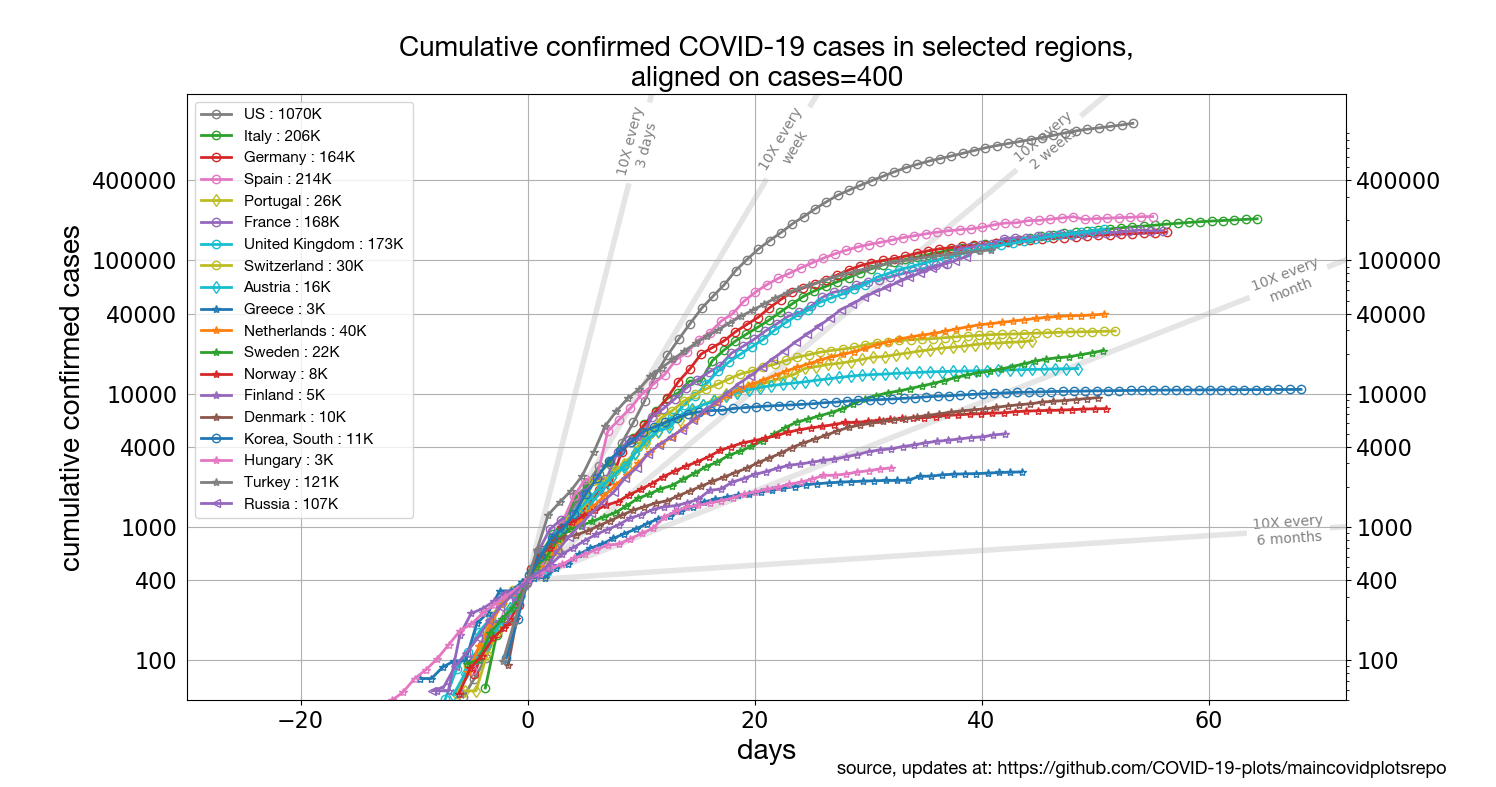 Cumulative confirmed COVID-19 cases in selected regions,
aligned on cases=400
US : 1070K
Italy : 206K
Germany : 164K
Spain : 214K
Portugal : 26K
France : 168K
United Kingdom : 173K
Switzerland : 30K
Austria : 16K
Greece : 3K
Netherlands : 40K
Sweden : 22K
Norway : 8K
Finland : 5K
Denmark : 10K
Korea, South : 11K
Hungary : 3K
Turkey : 121K
Russia : 107K
10X every
3 days
10X every
week
10X every
2 weeks
10X every
month
10X every
6 months
cumulative confirmed cases
400000
100000
40000
10000
4000
1000
400
100
400000
100000
40000
10000
4000
1000
400
100
−20
0
20
40
60
days
source, updates at: https://github.com/COVID-19-plots/maincovidplotsrepo